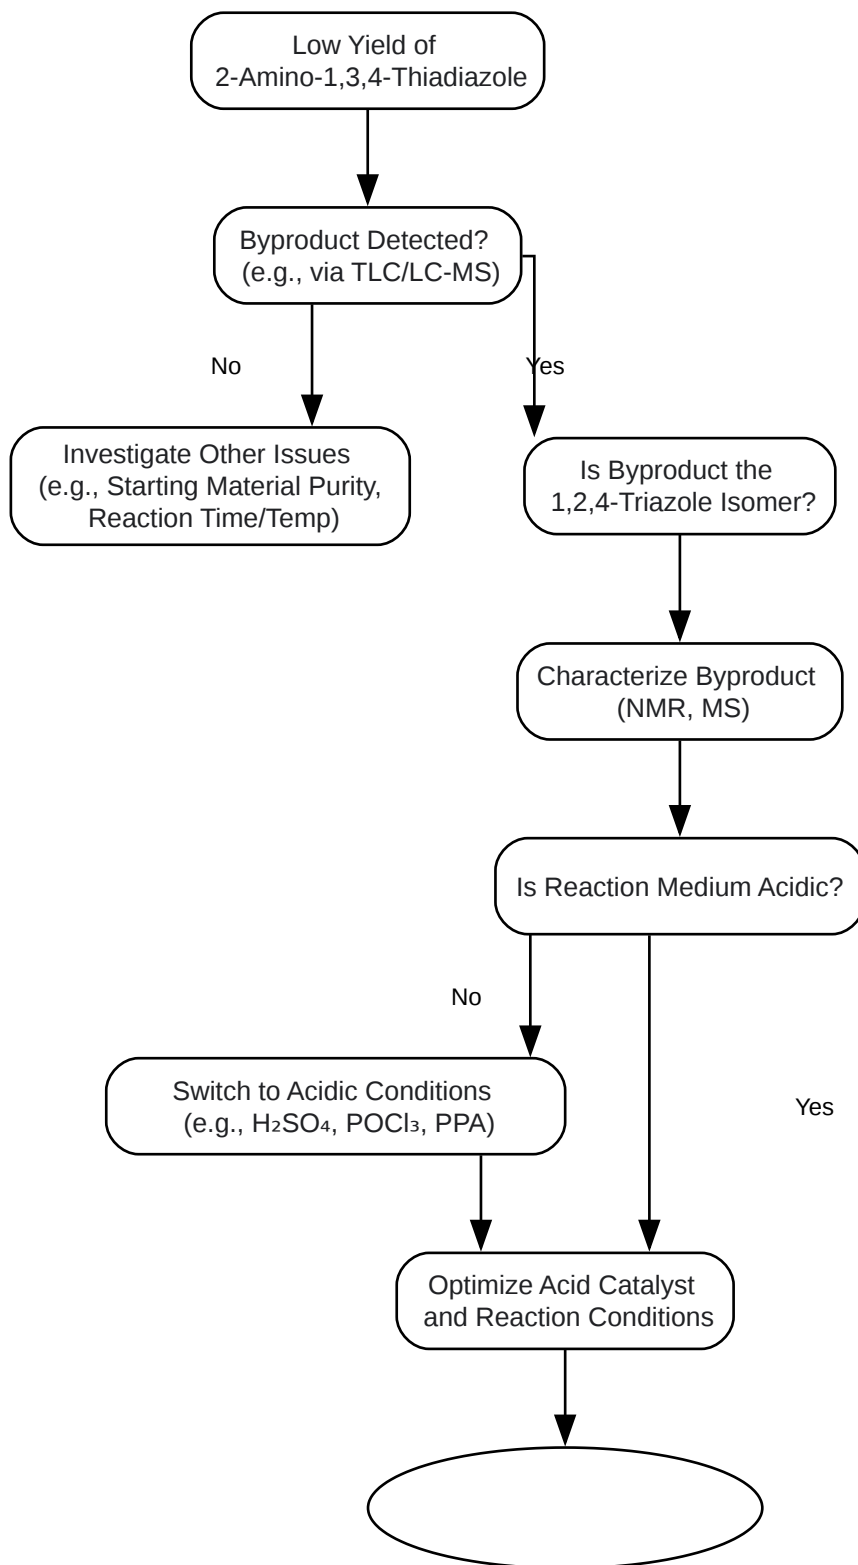 Low Yield of
2-Amino-1,3,4-Thiadiazole
Byproduct Detected?
(e.g., via TLC/LC-MS)
No
Yes
Investigate Other Issues
(e.g., Starting Material Purity,
Reaction Time/Temp)
Is Byproduct the
1,2,4-Triazole Isomer?
Characterize Byproduct
(NMR, MS)
Is Reaction Medium Acidic?
No
Switch to Acidic Conditions
(e.g., H₂SO₄, POCl₃, PPA)
Yes
Optimize Acid Catalyst
and Reaction Conditions